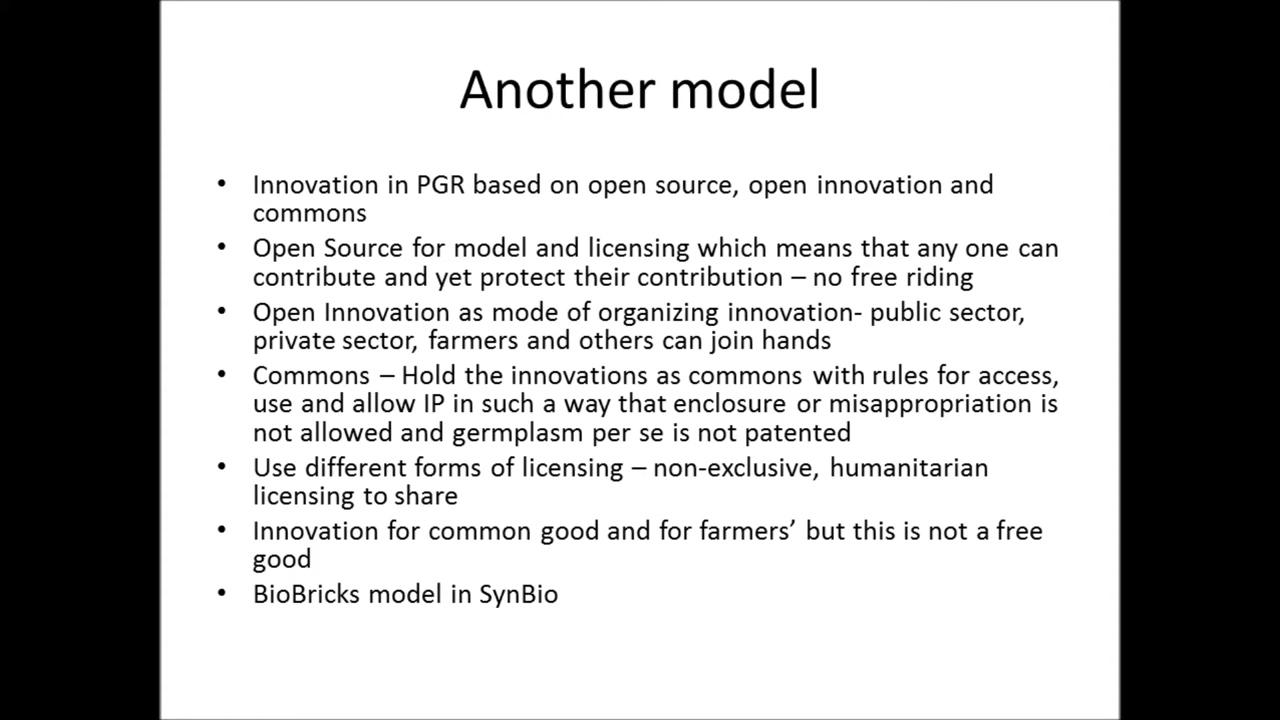 Another model
• Innovation in PGR based on open source, open innovation and
commons
• Open Source for model and licensing which means that any one can
contribute and yet protect their contribution – no free riding
• Open Innovation as mode of organizing innovation- public sector,
private sector, farmers and others can join hands
• Commons – Hold the innovations as commons with rules for access,
use and allow IP in such a way that enclosure or misappropriation is
not allowed and germplasm per se is not patented
• Use different forms of licensing – non-exclusive, humanitarian
licensing to share
• Innovation for common good and for farmers’ but this is not a free
good
• BioBricks model in SynBio